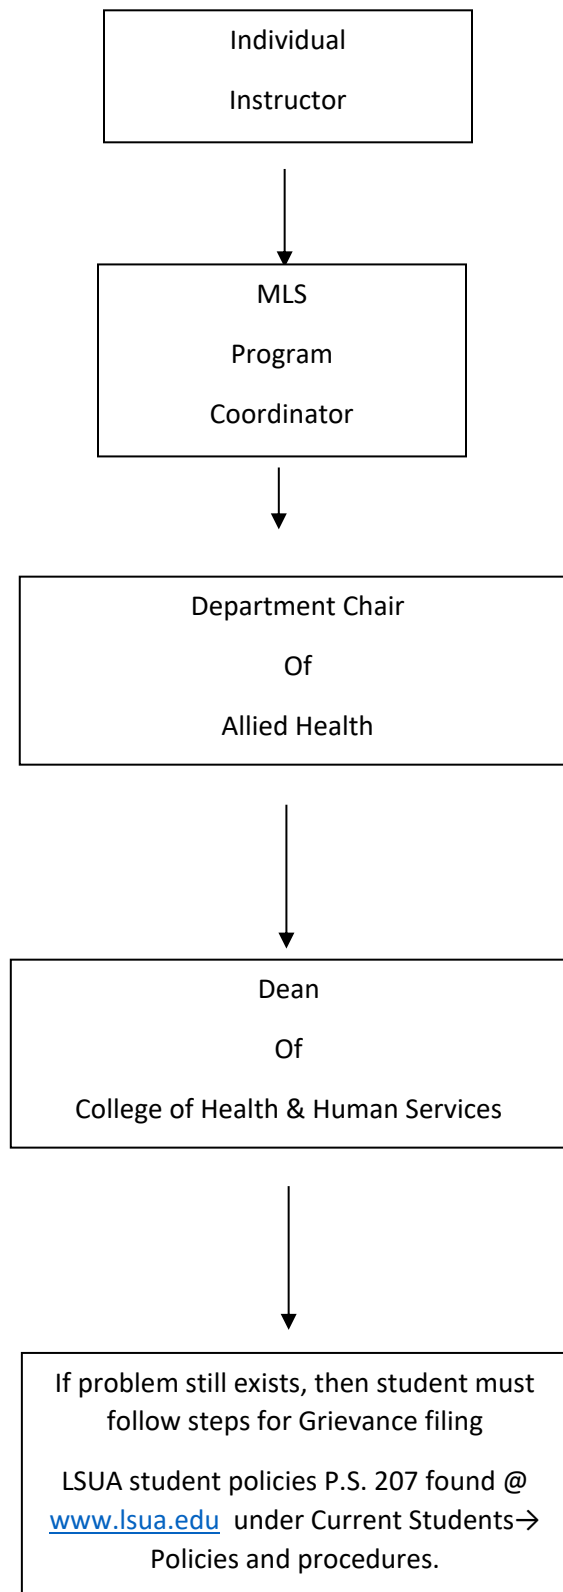 Individual
Instructor
MLS
Program
Coordinator
Department Chair
Of
Allied Health
Dean
Of
College of Health & Human Services
If problem still exists, then student must
follow steps for Grievance filing
LSUA student policies P.S. 207 found @
www.lsua.edu under Current Students→
Policies and procedures.